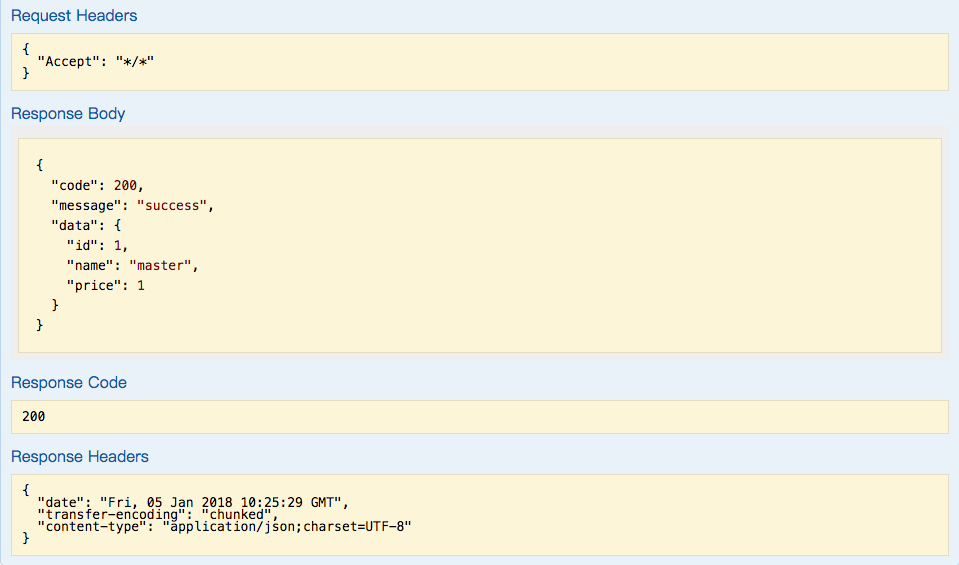 Request Headers
{
  "Accept": "*/*"
}
Response Body
{
  "code": 200,
  "message": "success",
  "data": {
    "id": 1,
    "name": "master",
    "price": 1
  }
}
Response Code
200
Response Headers
{
  "date": "Fri, 05 Jan 2018 10:25:29 GMT",
  "transfer-encoding": "chunked",
  "content-type": "application/json;charset=UTF-8"
}